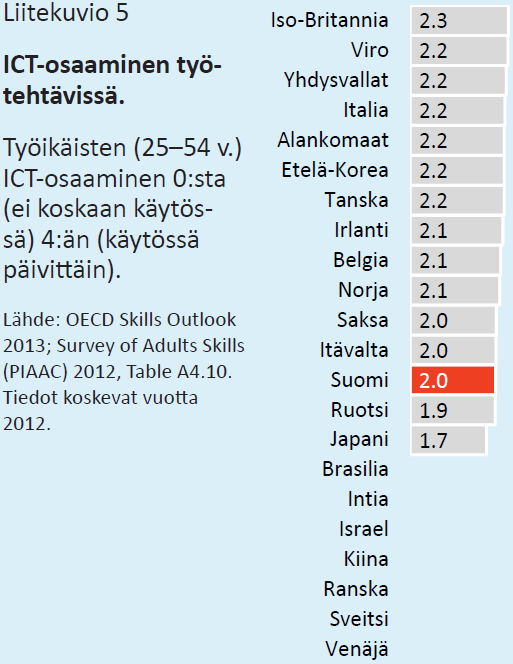 Liitekuvio 5
ICT-osaaminen työ-
tehtävissä.
Työikäisten (25–54 v.)
ICT-osaaminen 0:sta
(ei koskaan käytös-
sä) 4:än (käytössä
päivittäin).
Lähde: OECD Skills Outlook
2013; Survey of Adults Skills
(PIAAC) 2012, Table A4.10.
Tiedot koskevat vuotta
2012.
Iso-Britannia 2.3
Viro 2.2
Yhdysvallat 2.2
Italia 2.2
Alankomaat 2.2
Etelä-Korea 2.2
Tanska 2.2
Irlanti 2.1
Belgia 2.1
Norja 2.1
Saksa 2.0
Itävalta 2.0
Suomi 2.0
Ruotsi 1.9
Japani 1.7
Brasilia
Intia
Israel
Kiina
Ranska
Sveitsi
Venäjä